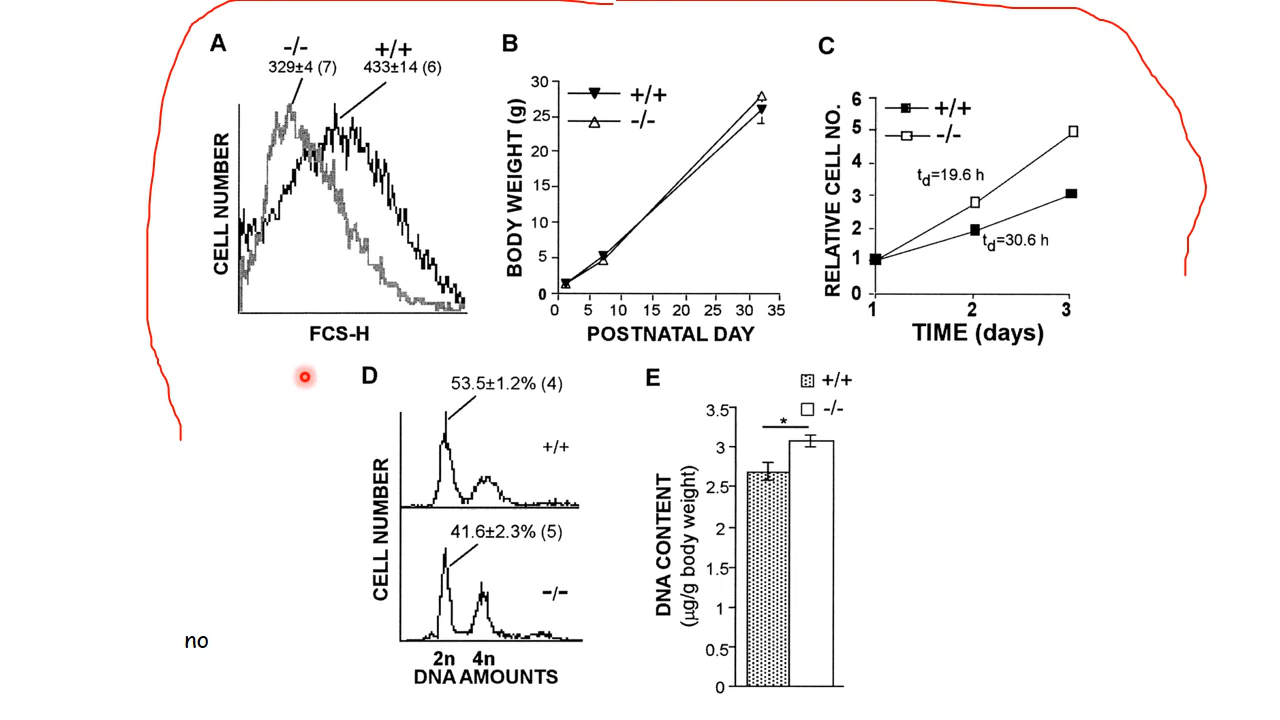 A
-/-
329±4 (7)
+/+
433±14 (6)
CELL NUMBER
FCS-H
B
+/+
-/-
BODY WEIGHT (g)
30
25
20
15
10
5
0
0 5 10 15 20 25 30 35
POSTNATAL DAY
C
+/+
-/-
RELATIVE CELL NO.
6
5
4
3
2
1
0
td=19.6 h
td=30.6 h
1 2 3
TIME (days)
D
53.5±1.2% (4)
+/+
CELL NUMBER
41.6±2.3% (5)
-/-
2n 4n
DNA AMOUNTS
E
+/+
-/-
DNA CONTENT
(µg/g body weight)
3.5
3
2.5
2
1.5
1
0.5
0
*
no